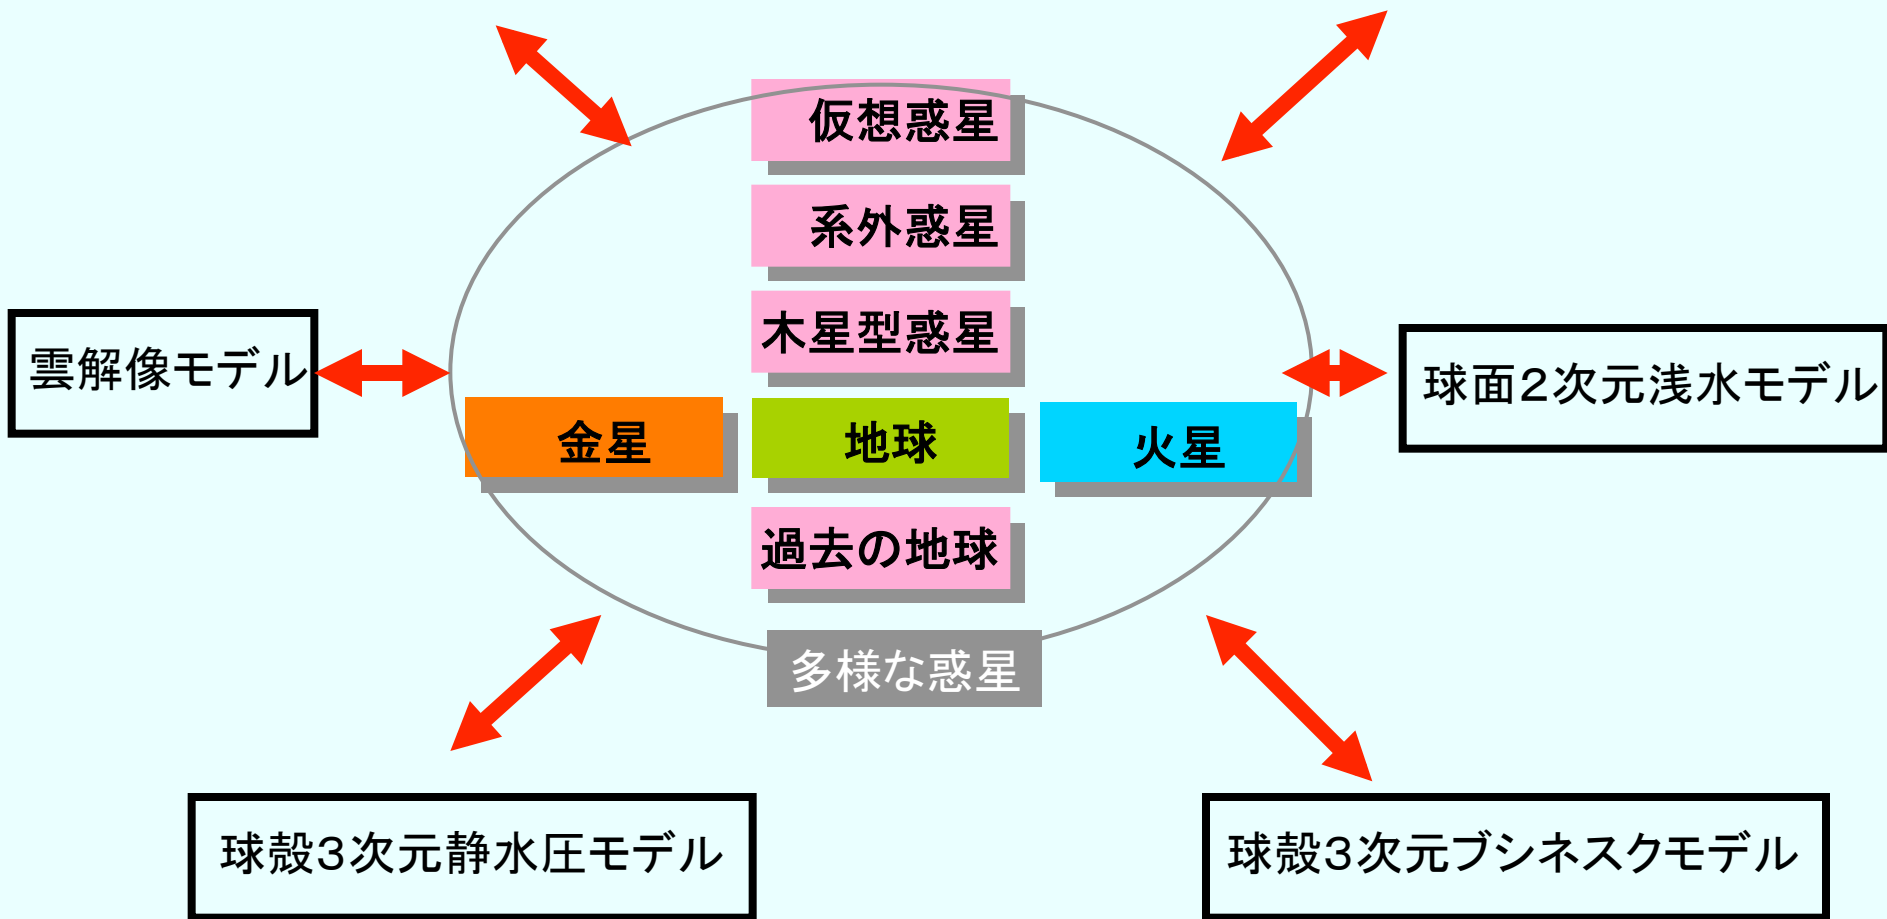 仮想惑星
系外惑星
木星型惑星
雲解像モデル
球面２次元浅水モデル
金星
地球
火星
過去の地球
多様な惑星
球殻３次元静水圧モデル
球殻３次元ブシネスクモデル